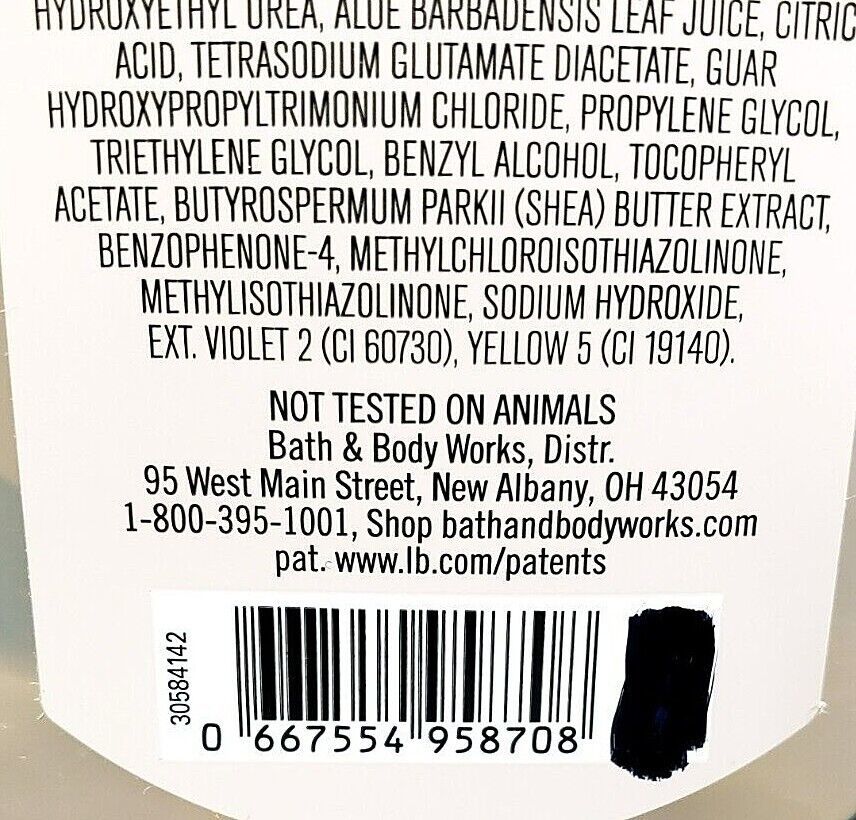 HYDROXYETHYL UREA, ALOE BARBADENSIS LEAF JUICE, CITRIC
ACID, TETRASODIUM GLUTAMATE DIACETATE, GUAR
HYDROXYPROPYLTRIMONIUM CHLORIDE, PROPYLENE GLYCOL,
TRIETHYLENE GLYCOL, BENZYL ALCOHOL, TOCOPHERYL
ACETATE, BUTYROSPERMUM PARKII (SHEA) BUTTER EXTRACT,
BENZOPHENONE-4, METHYLCHLOROISOTHIAZOLINONE,
METHYLISOTHIAZOLINONE, SODIUM HYDROXIDE,
EXT. VIOLET 2 (CI 60730), YELLOW 5 (CI 19140).
NOT TESTED ON ANIMALS
Bath & Body Works, Distr.
95 West Main Street, New Albany, OH 43054
1-800-395-1001, Shop bathandbodyworks.com
pat. www.lb.com/patents
30584142
0 667554 958708